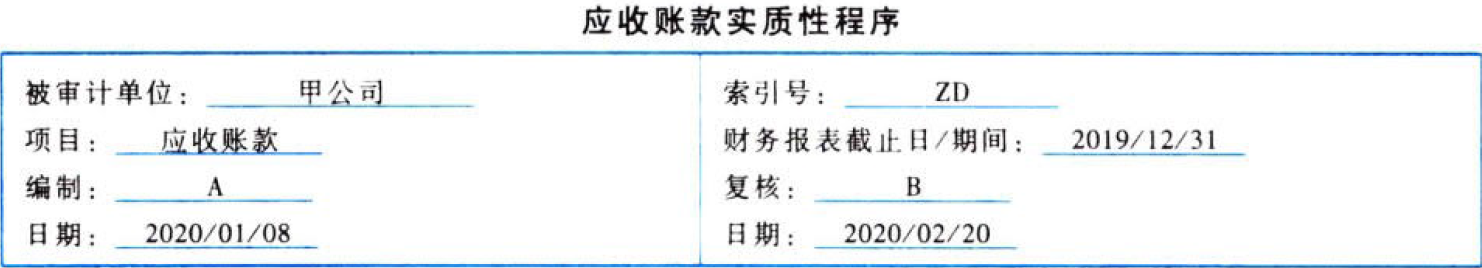 应收账款实质性程序
被审计单位： 甲公司 索引号： ZD
项目： 应收账款 财务报表截止日/期间： 2019/12/31
编制： A 复核： B
日期： 2020/01/08 日期： 2020/02/20